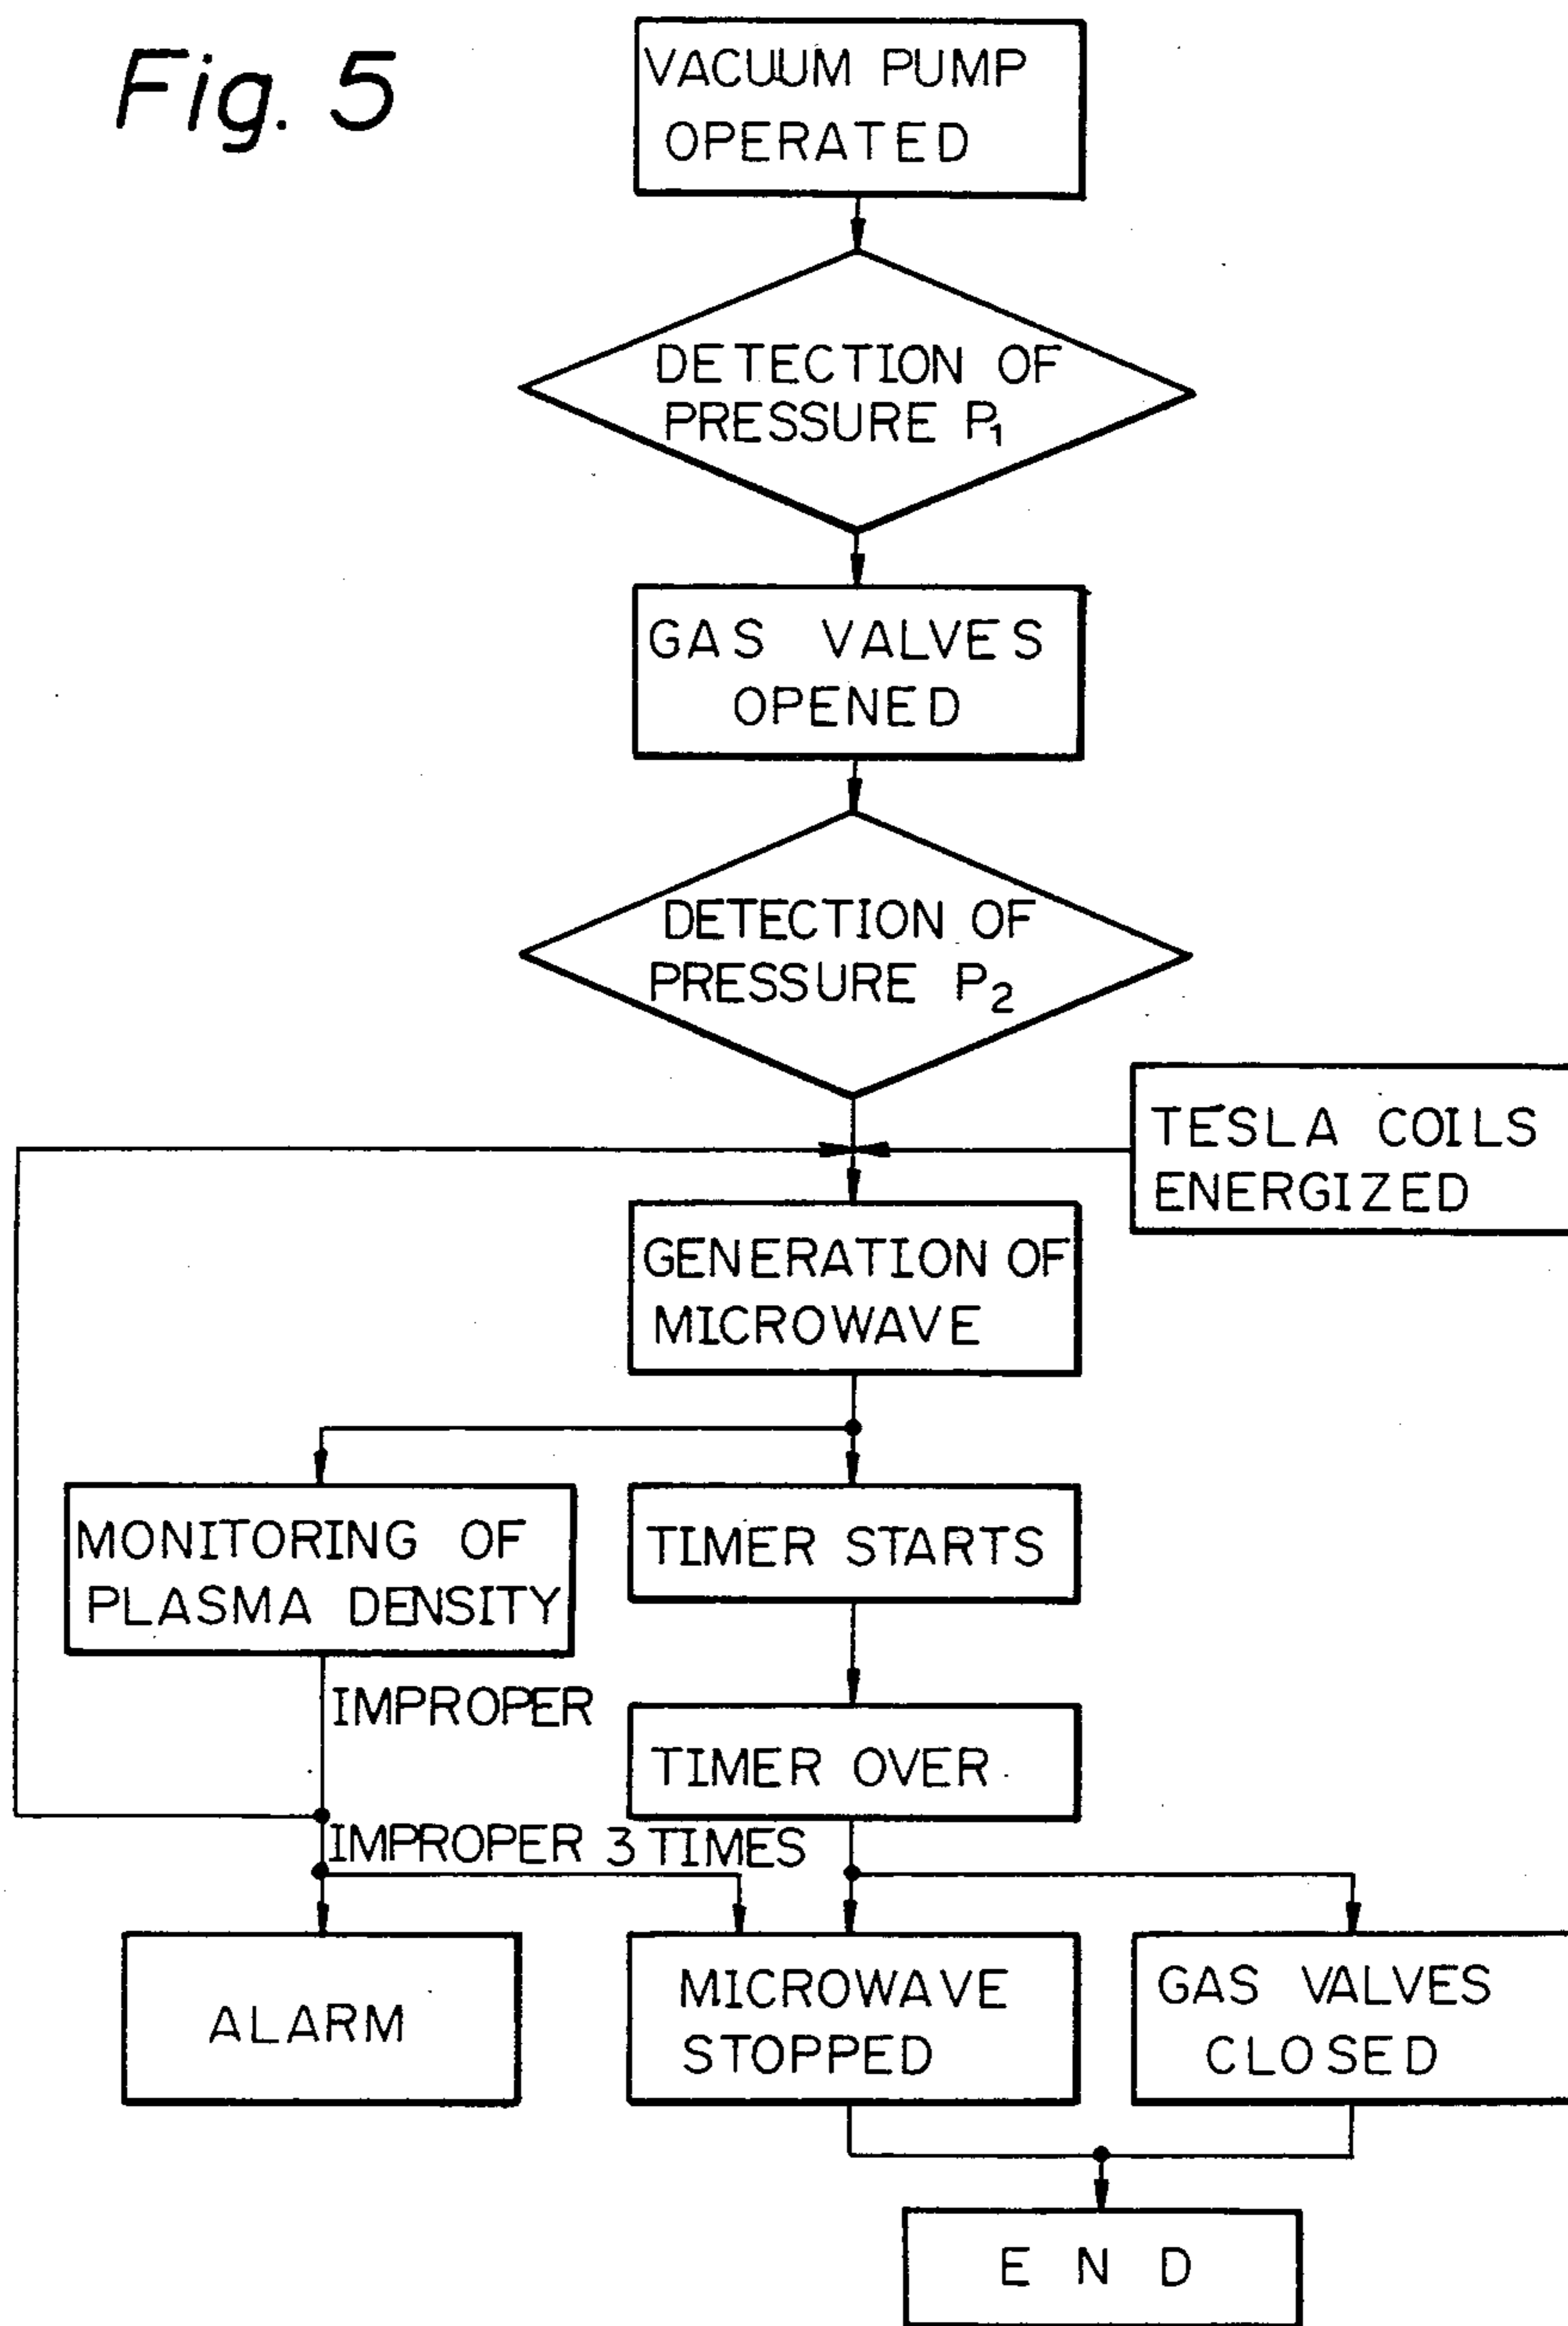 Fig. 5
VACUUM PUMP
OPERATED
DETECTION OF
PRESSURE P₁
GAS VALVES
OPENED
DETECTION OF
PRESSURE P₂
TESLA COILS
ENERGIZED
GENERATION OF
MICROWAVE
MONITORING OF
PLASMA DENSITY
TIMER STARTS
IMPROPER
TIMER OVER
IMPROPER 3 TIMES
ALARM
MICROWAVE
STOPPED
GAS VALVES
CLOSED
END